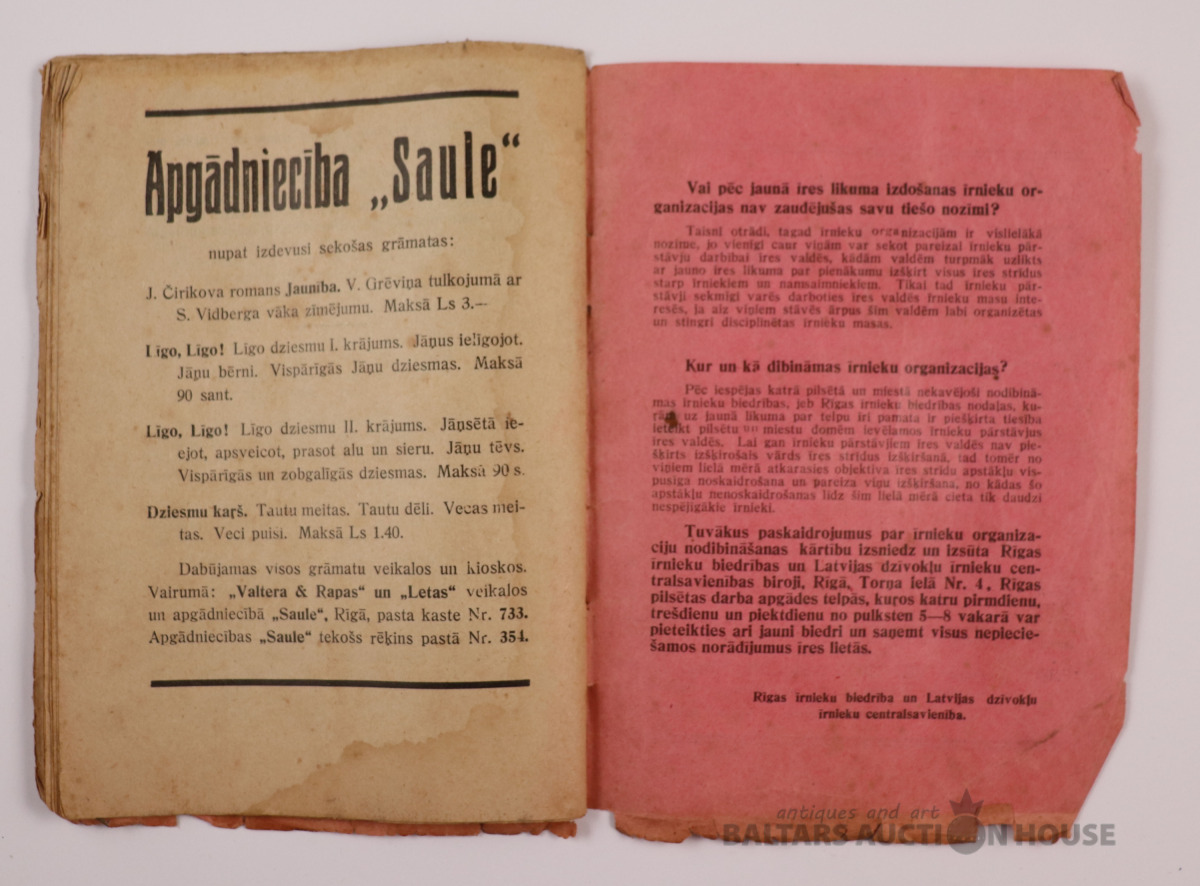 Apgādniecība „Saule“
nupat izdevusi sekošas grāmatas:
J. Čirikova romans Jaunība. V. Grēviņa tulkojumā ar
S. Vidberga vāka zīmējumu. Maksā Ls 3.—
Līgo, Līgo! Līgo dziesmu I. krājums. Jāņus ielīgojot.
Jāņu bērni. Vispārīgās Jāņu dziesmas. Maksā
90 sant.
Līgo, Līgo! Līgo dziesmu II. krājums. Jāņsētā ie-
ejot, apsveicot, prasot alu un sieru. Jāņu tēvs.
Vispārīgās un zobgalīgās dziesmas. Maksā 90 s.
Dziesmu kaŗš. Tautu meitas. Tautu dēli. Vecas mei-
tas. Veci puisi. Maksā Ls 1.40.
Dabūjamas visos grāmatu veikalos un kioskos.
Vairumā: „Valtera & Rapas“ un „Letas“ veikalos
un apgādniecībā „Saule“, Rīgā, pasta kaste Nr. 733.
Apgādniecības „Saule“ tekošs rēķins pastā Nr. 354.
Vai pēc jaunā īres likuma izdošanas īrnieku or-
ganizacijas nav zaudējušas savu tiešo nozīmi?
Taisni otrādi, tagad īrnieku organizacijām ir vislielākā
nozīme, jo vienīgi caur viņām var sekot pareizai īrnieku pār-
stāvju darbībai īres valdēs, kādām valdēm turpmāk uzlikts
ar jauno īres likuma par pienākumu izšķirt visus īres strīdus
starp īrniekiem un namsaimniekiem. Tikai tad īrnieku pār-
stāvji sekmīgi varēs darboties īres valdēs īrnieku masu inte-
resēs, ja aiz viņiem stāvēs ārpus šīm valdēm labi organizētas
un stingri disciplinētas īrnieku masas.
Kur un kā dibināmas īrnieku organizacijas?
Pēc iespējas katrā pilsētā un miestā nekavējoši nodibinā-
mas īrnieku biedrības, jeb Rīgas īrnieku biedrības nodaļas, ku-
uz jaunā likuma par telpu īri pamata ir piešķirta tiesība
ieteikt pilsētu un miestu domēm ievēlamos īrnieku pārstāvjus
īres valdēs. Lai gan īrnieku pārstāvjiem īres valdēs nav pie-
šķirts izšķirošais vārds īres strīdus izšķiršanā, tad tomēr no
viņiem lielā mērā atkarāsies objektīva īres strīdu apstākļu vis-
pusīga noskaidrošana un pareiza viņu izšķiršana, no kādas šo
apstākļu nenoskaidrošanas līdz šim lielā mērā cieta tik daudzi
nespējīgākie īrnieki.
Tuvākus paskaidrojumus par īrnieku organiza-
ciju nodibināšanas kārtību izsniedz un izsūta Rīgas
īrnieku biedrības un Latvijas dzīvokļu īrnieku cen-
tralsavienības biroji, Rīgā, Torņa ielā Nr. 4, Rīgas
pilsētas darba apgādes telpās, kuŗos katru pirmdienu,
trešdienu un piektdienu no pulksten 5—8 vakarā var
pieteikties ari jauni biedri un saņemt visus nepiecie-
šamos norādījumus īres lietās.
Rīgas īrnieku biedrība un Latvijas dzīvokļu
īrnieku centralsavienība.
antiques and art
BALTARS AUCTION HOUSE